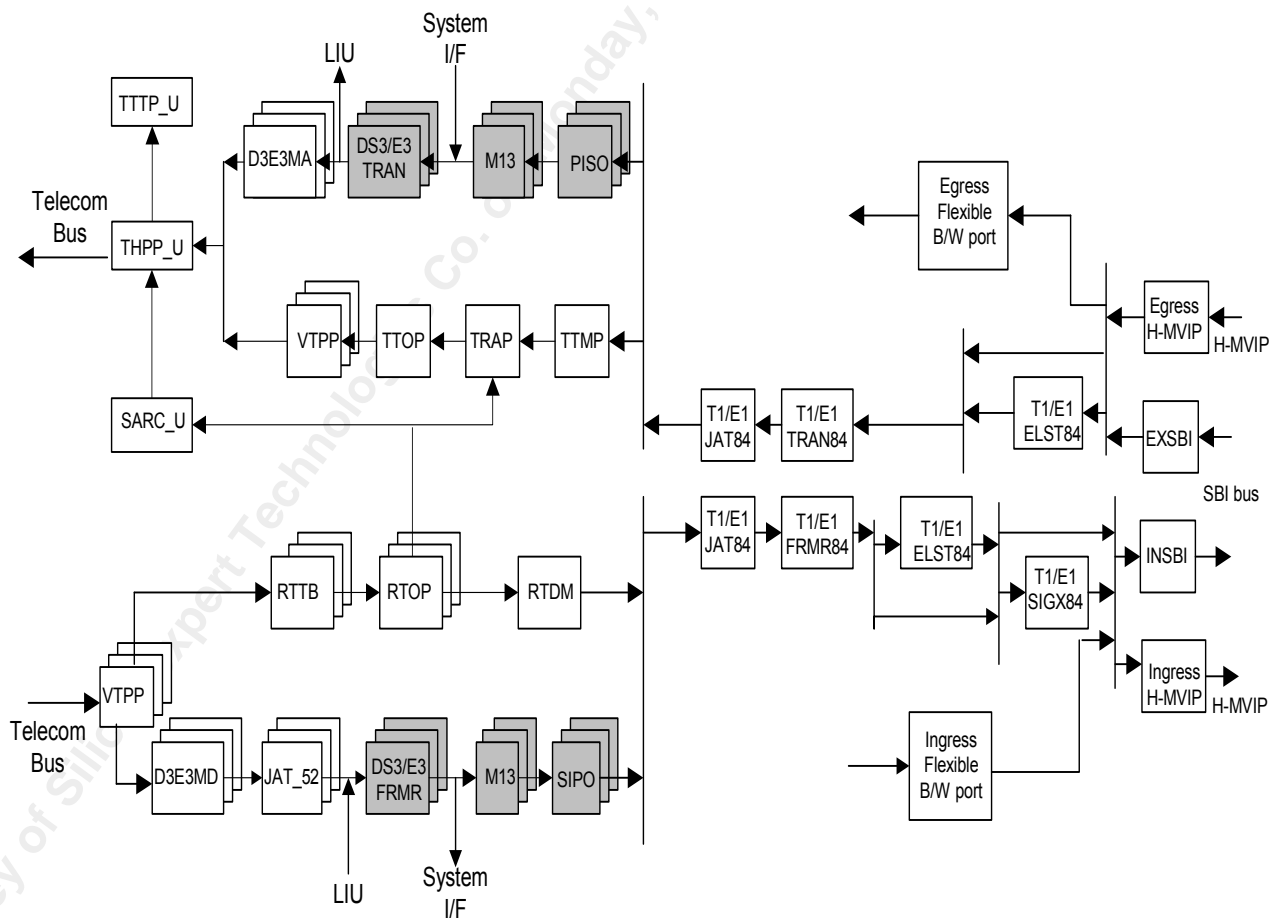 System
I/F
LIU
TTTP_U
D3E3MA
DS3/E3
TRAN
M13
PISO
Telecom
Bus
THPP_U
Egress
Flexible
B/W port
VTPP
TTOP
TRAP
TTMP
Egress
H-MVIP
H-MVIP
SARC_U
T1/E1
JAT84
T1/E1
TRAN84
T1/E1
ELST84
EXSBI
SBI bus
T1/E1
JAT84
T1/E1
FRMR84
T1/E1
ELST84
INSBI
RTTB
RTOP
RTDM
T1/E1
SIGX84
VTPP
Telecom
Bus
Ingress
H-MVIP
H-MVIP
D3E3MD
JAT_52
DS3/E3
FRMR
M13
SIPO
Ingress
Flexible
B/W port
LIU
System
I/F